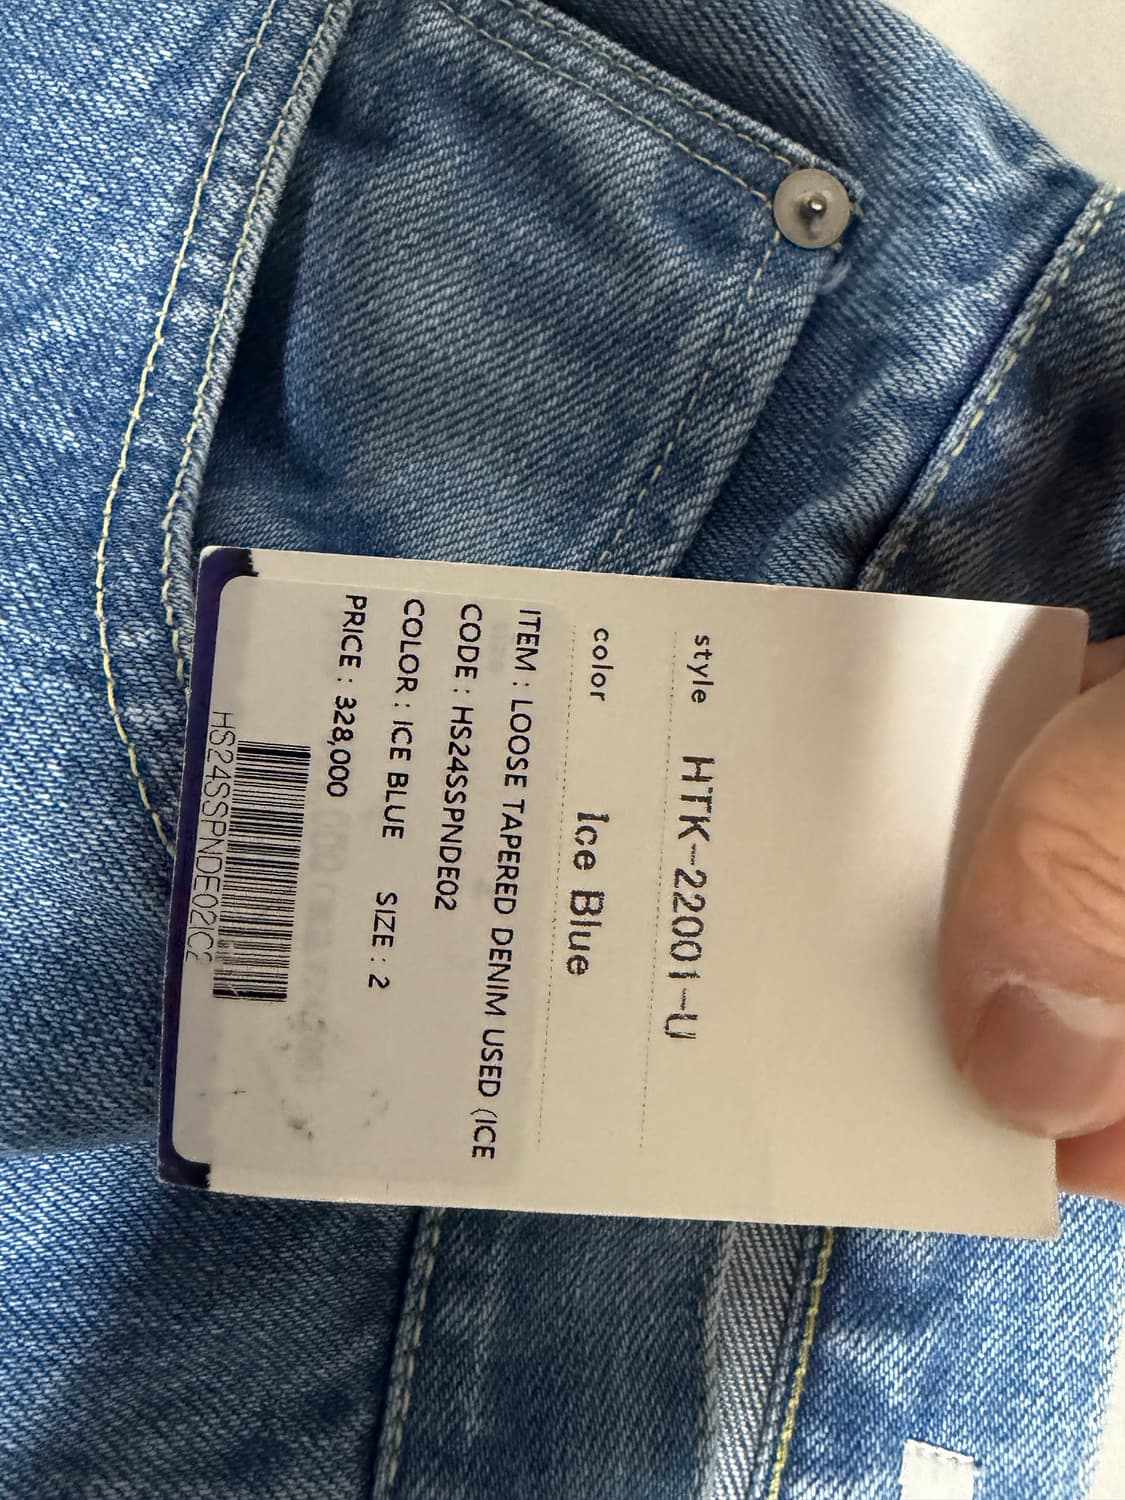 style HTK-22001-U
color Ice Blue
ITEM : LOOSE TAPERED DENIM USED (ICE
CODE : HS24SSPNDE02
COLOR : ICE BLUE SIZE : 2
PRICE : 328,000